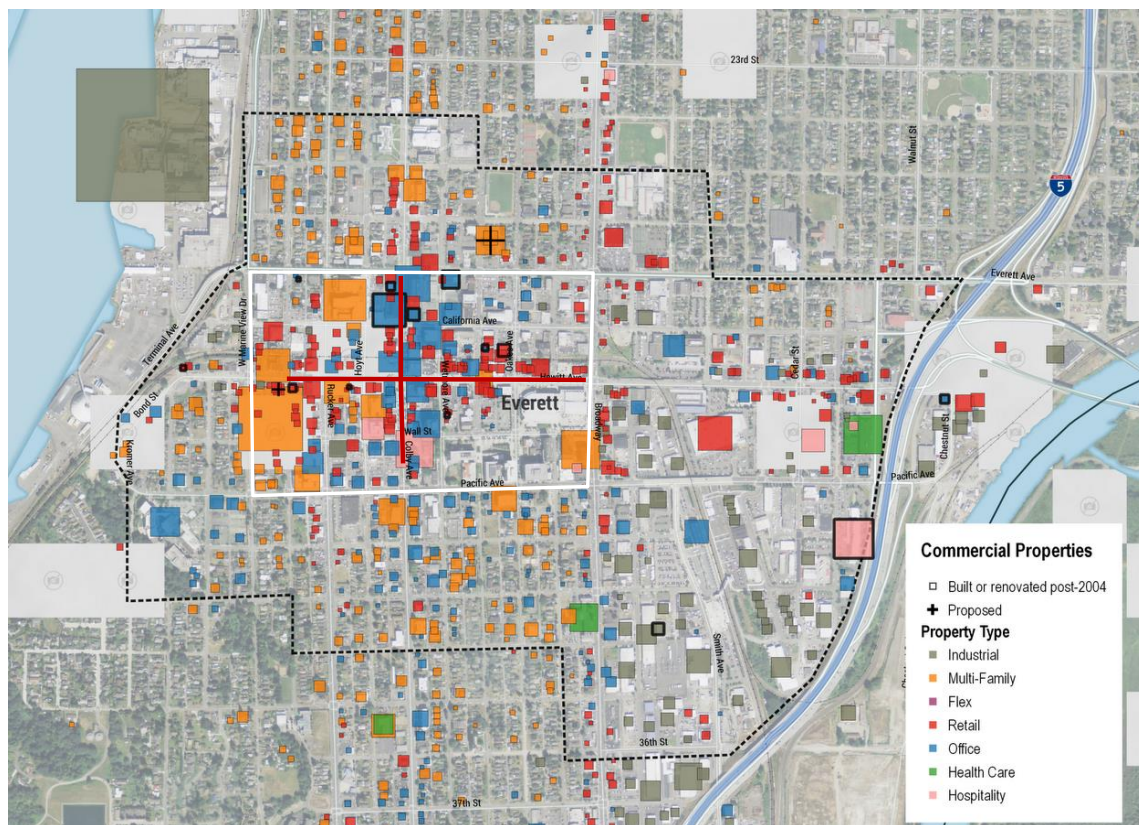 23rd St
Walnut St
5
Everett Ave
W Marine View Dr
Terminal Ave
California Ave
Hoyt Ave
Oakes Ave
Wetmore Ave
Hewitt Ave
Cedar St
Bond St
Rucker Ave
Everett
Broadway
Chestnut St
Wall St
Colby Ave
Kromer Ave
Pacific Ave
Pacific Ave
Smith Ave
36th St
37th St
Commercial Properties
Built or renovated post-2004
Proposed
Property Type
Industrial
Multi-Family
Flex
Retail
Office
Health Care
Hospitality